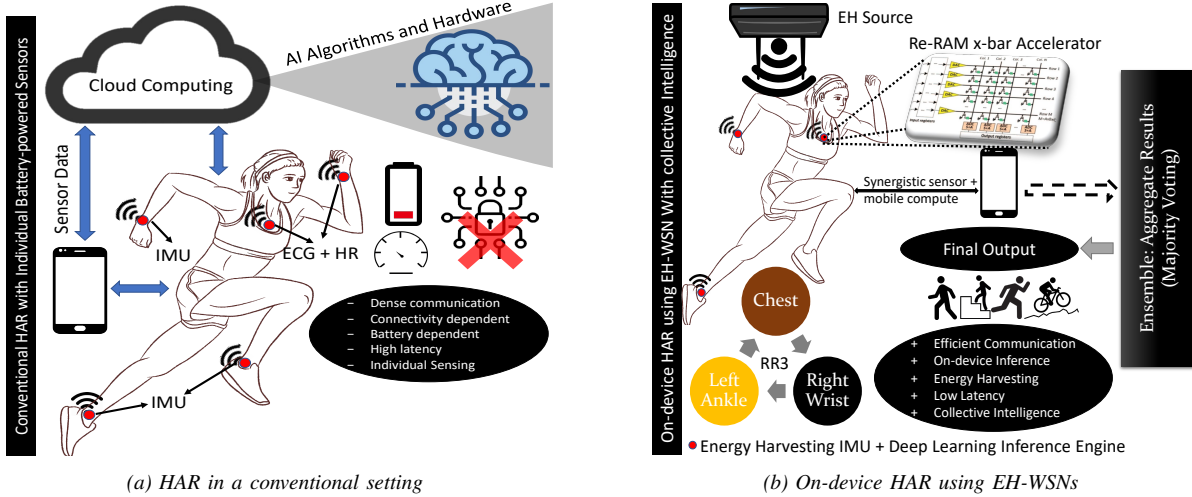 Conventional HAR with Individual Battery-powered Sensors
AI Algorithms and Hardware
Cloud Computing
Sensor Data
IMU
ECG + HR
– Dense communication
– Connectivity dependent
– Battery dependent
– High latency
– Individual Sensing
IMU
(a) HAR in a conventional setting
On-device HAR using EH-WSN With collective Intelligence
EH Source
Re-RAM x-bar Accelerator
Input registers
Output registers
Synergistic sensor +
mobile compute
Ensemble: Aggregate Results
(Majority Voting)
Final Output
Chest
RR3
Left
Ankle
Right
Wrist
+ Efficient Communication
+ On-device Inference
+ Energy Harvesting
+ Low Latency
+ Collective Intelligence
Energy Harvesting IMU + Deep Learning Inference Engine
(b) On-device HAR using EH-WSNs